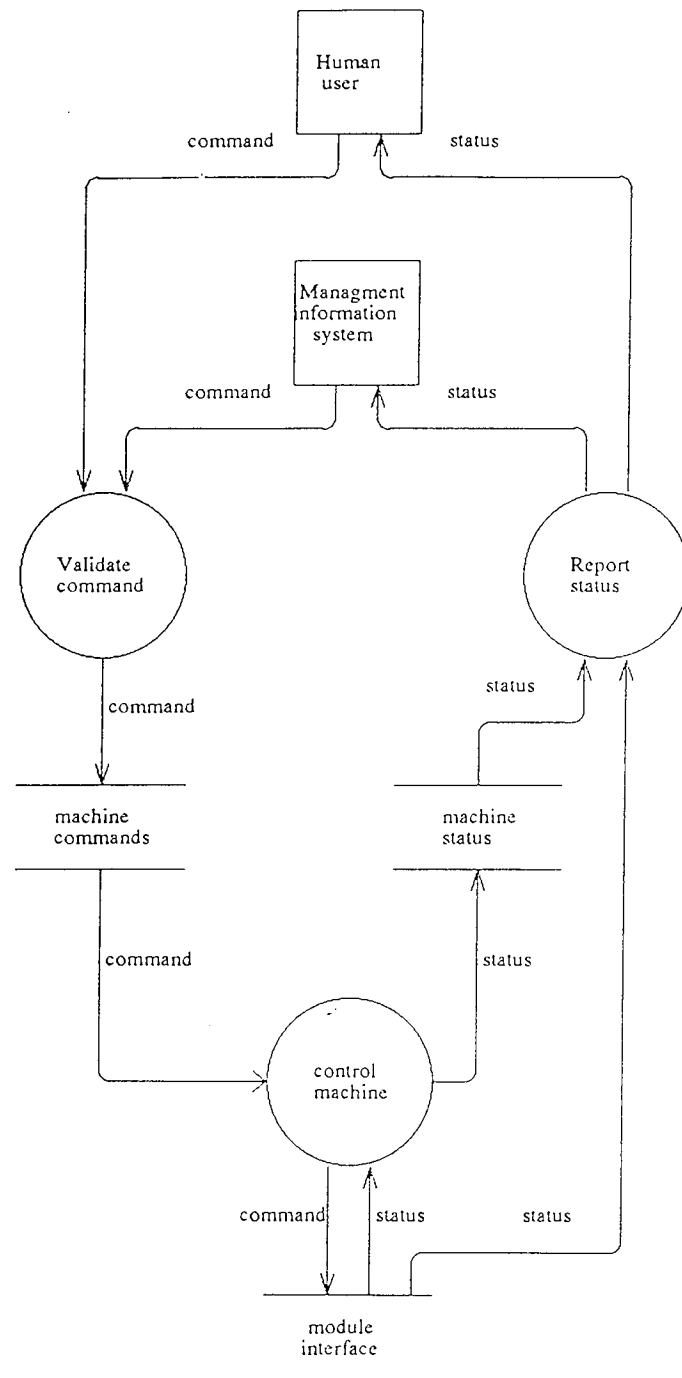 Human
user
command
status
Managment
information
system
command
status
Validate
command
Report
status
status
command
machine
commands
machine
status
command
status
control
machine
command
status
status
module
interface